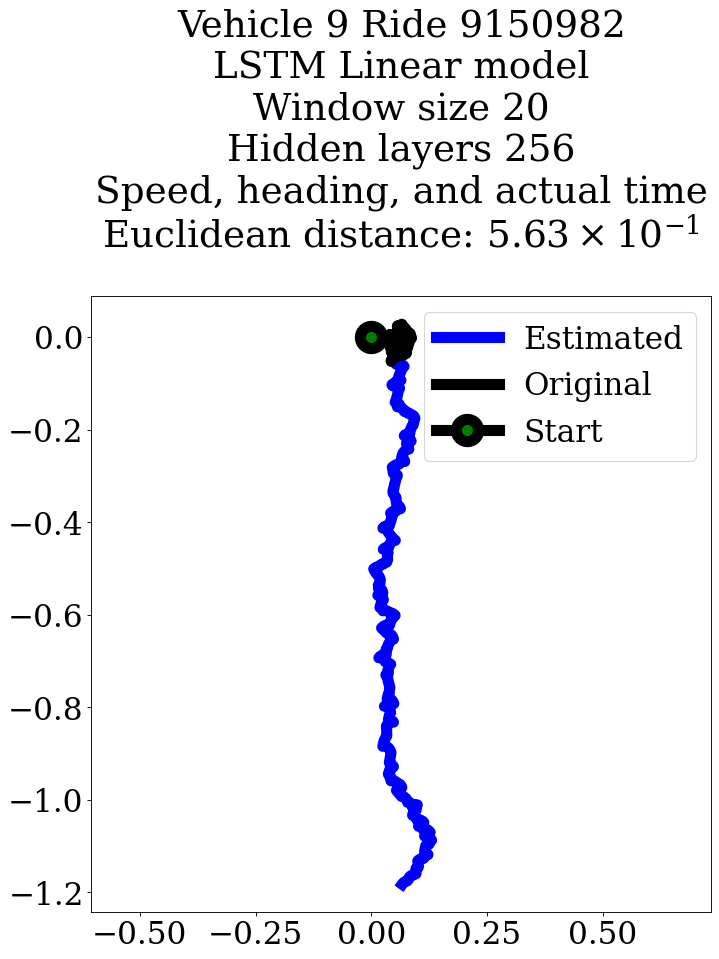 Vehicle 9 Ride 9150982
LSTM Linear model
Window size 20
Hidden layers 256
Speed, heading, and actual time
Euclidean distance: 5.63 × 10⁻¹
Estimated
Original
Start
0.0
−0.2
−0.4
−0.6
−0.8
−1.0
−1.2
−0.50 −0.25 0.00 0.25 0.50